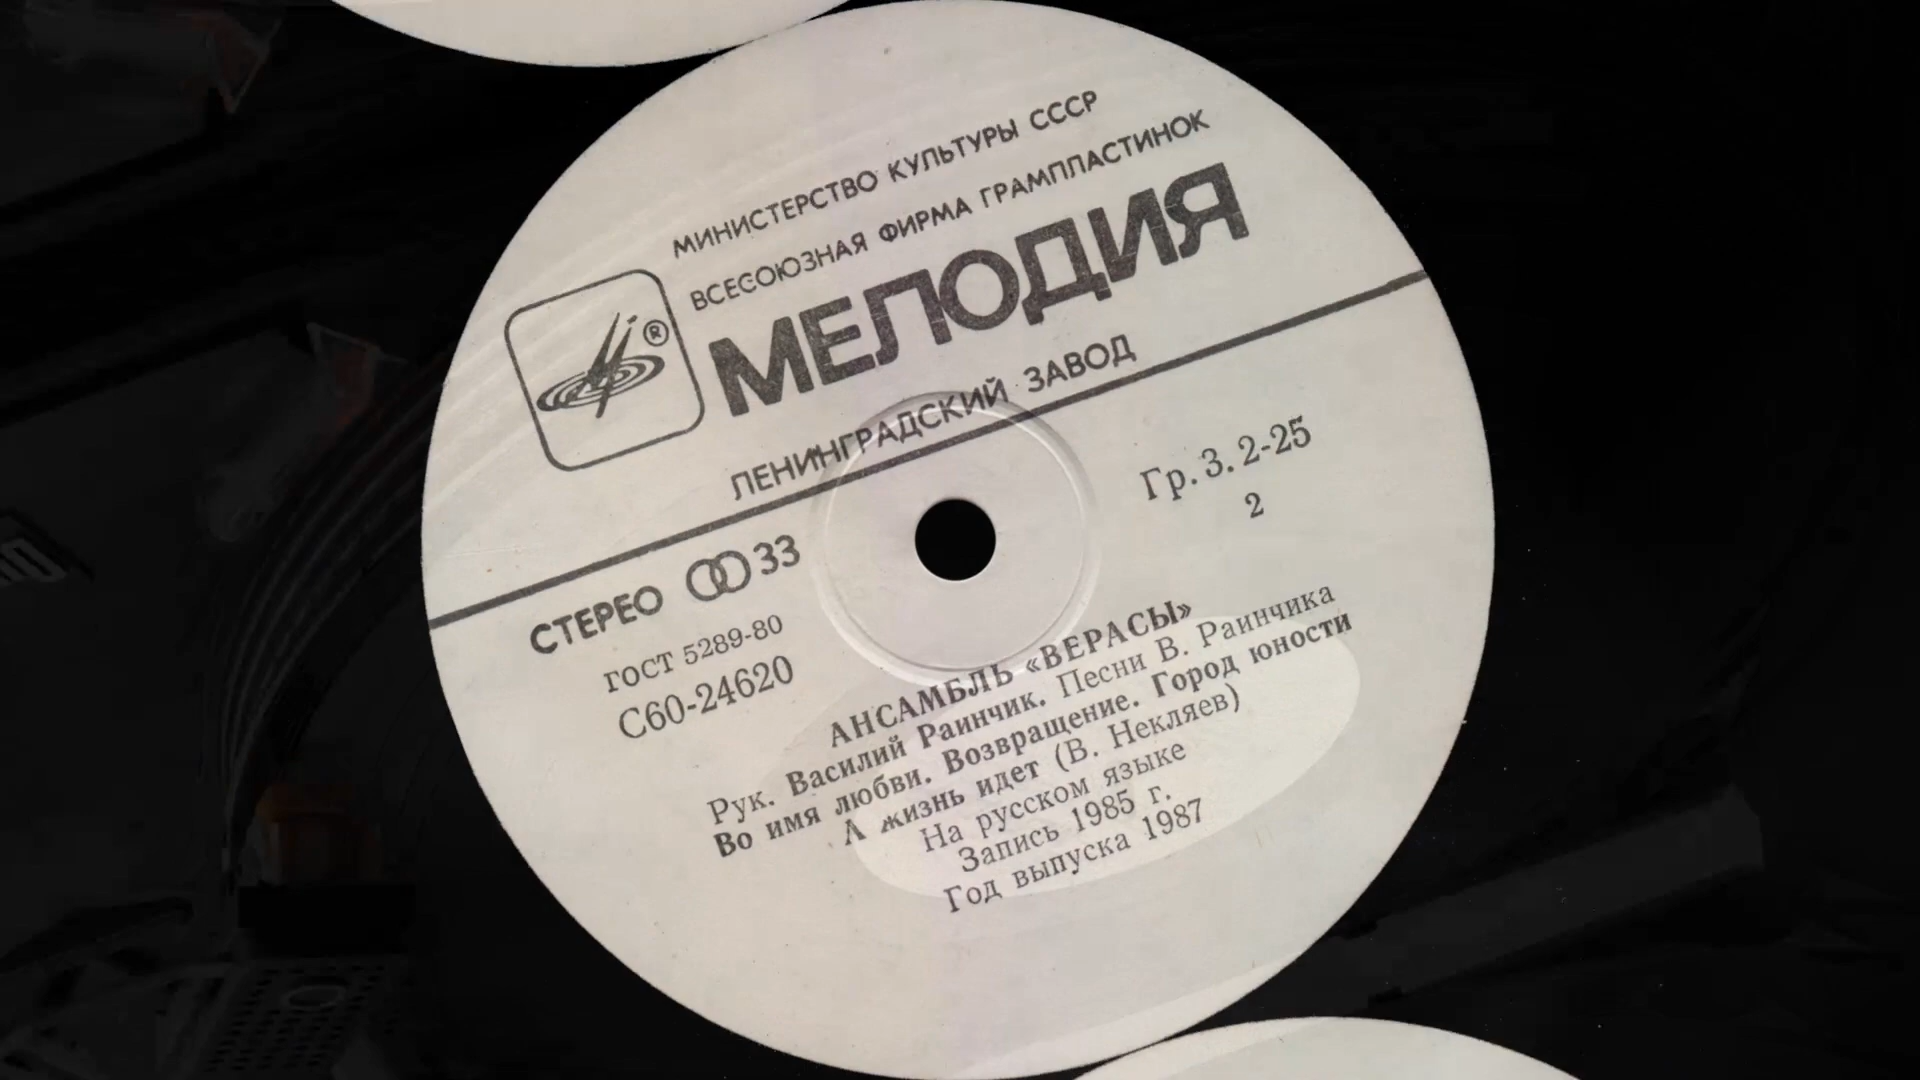 МИНИСТЕРСТВО КУЛЬТУРЫ СССР
ВСЕСОЮЗНАЯ ФИРМА ГРАМПЛАСТИНОК
МЕЛОДИЯ
®
ЛЕНИНГРАДСКИЙ ЗАВОД
СТЕРЕО 33
Гр. 3. 2-25
2
ГОСТ 5289-80
С60-24620
АНСАМБЛЬ «ВЕРАСЫ»
Рук. Василий Раинчик. Песни В. Раинчика
Во имя любви. Возвращение. Город юности
А жизнь идет (В. Некляев)
На русском языке
Запись 1985 г.
Год выпуска 1987